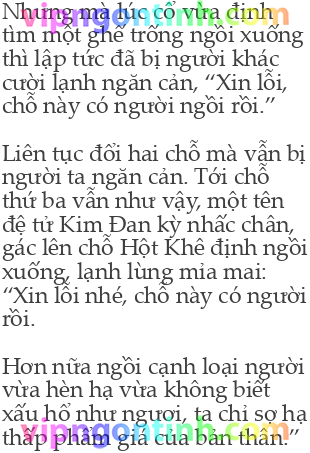 Nhưng mà lúc cổ vừa định
tìm một ghế trống ngồi xuống
thì lập tức đã bị người khác
cười lạnh ngăn cản, “Xin lỗi,
chỗ này có người ngồi rồi.”
Liên tục đổi hai chỗ mà vẫn bị
người ta ngăn cản. Tới chỗ
thứ ba vẫn như vậy, một tên
đệ tử Kim Đan kỳ nhấc chân,
gác lên chỗ Hột Khê định ngồi
xuống, lạnh lùng mỉa mai:
“Xin lỗi nhé, chỗ này có người
rồi.
Hơn nữa ngồi cạnh loại người
vừa hèn hạ vừa không biết
xấu hổ như ngươi, ta chỉ sợ hạ
thấp phẩm giá của bản thân.”
vipngontinh.com
vipngontinh.com
vipngontinh.com